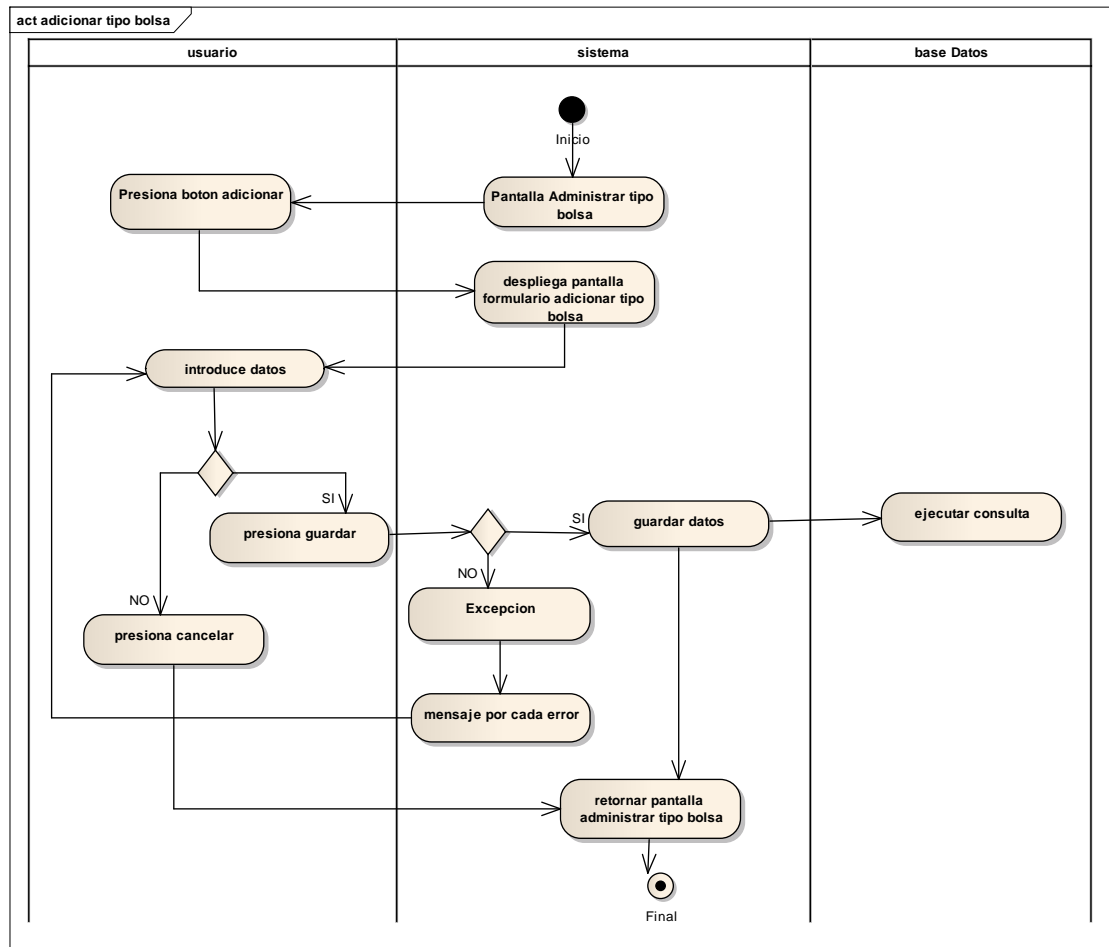 act adicionar tipo bolsa
usuario
sistema
base Datos
Inicio
Presiona boton adicionar
Pantalla Administrar tipo
bolsa
despliega pantalla
formulario adicionar tipo
bolsa
introduce datos
SI
presiona guardar
SI
guardar datos
ejecutar consulta
NO
Excepcion
NO
presiona cancelar
mensaje por cada error
retornar pantalla
administrar tipo bolsa
Final